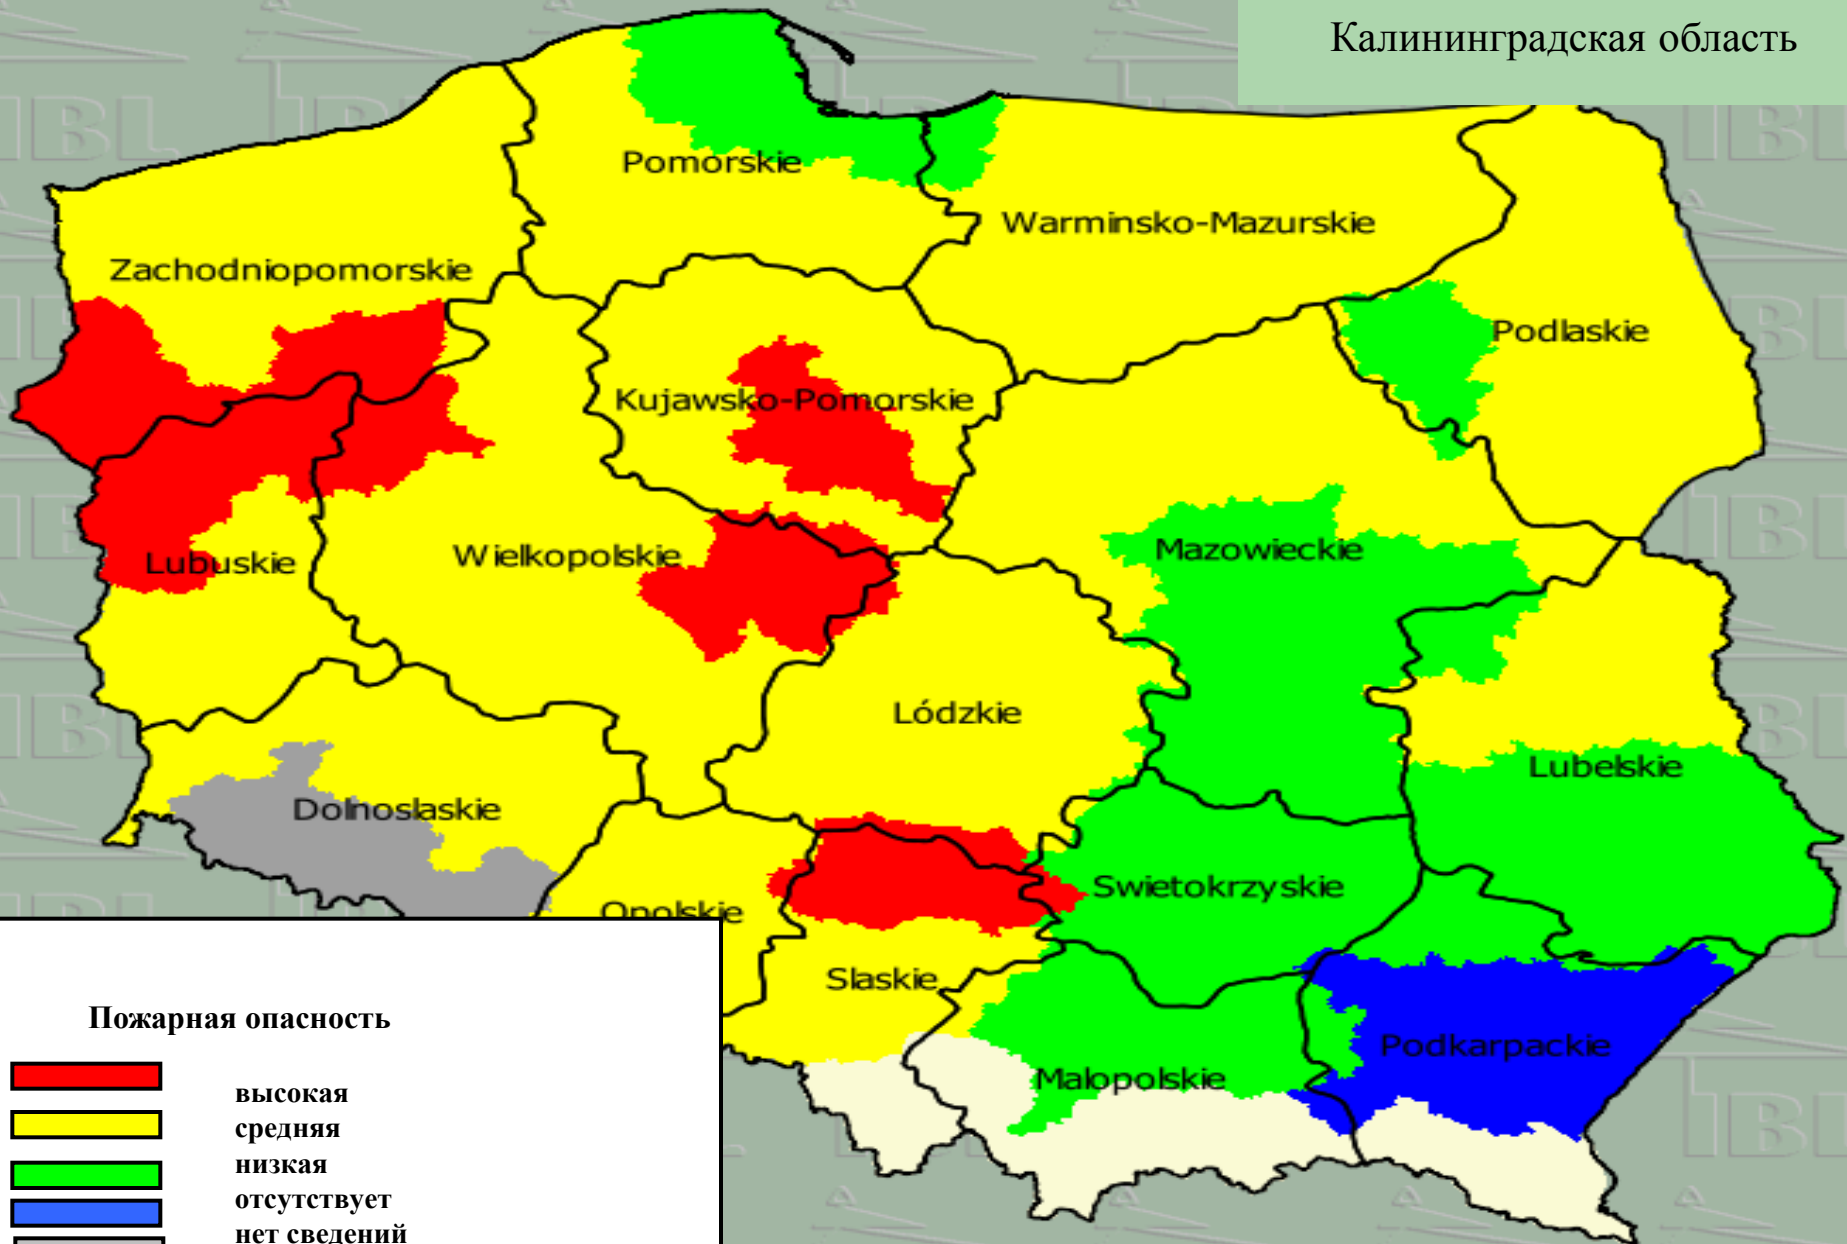 Калининградская область
Pomorskie
Warminsko-Mazurskie
Zachodniopomorskie
Podlaskie
Kujawsko-Pomorskie
Mazowieckie
Wielkopolskie
Lubuskie
Lódzkie
Lubelskie
Dolnoslaskie
Swietokrzyskie
Opolskie
Slaskie
Podkarpackie
Malopolskie
Пожарная опасность
высокая
средняя
низкая
отсутствует
нет сведений
IBL